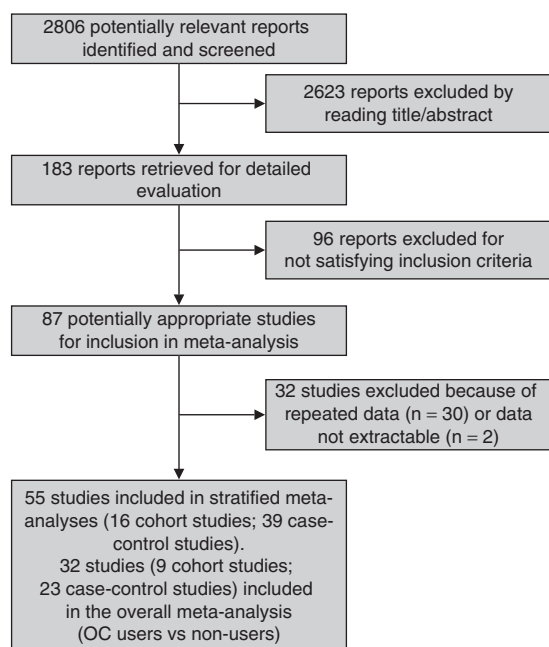 2806 potentially relevant reports
identified and screened
2623 reports excluded by
reading title/abstract
183 reports retrieved for detailed
evaluation
96 reports excluded for
not satisfying inclusion criteria
87 potentially appropriate studies
for inclusion in meta-analysis
32 studies excluded because of
repeated data (n = 30) or data
not extractable (n = 2)
55 studies included in stratified meta-
analyses (16 cohort studies; 39 case-
control studies).
32 studies (9 cohort studies;
23 case-control studies) included
in the overall meta-analysis
(OC users vs non-users)